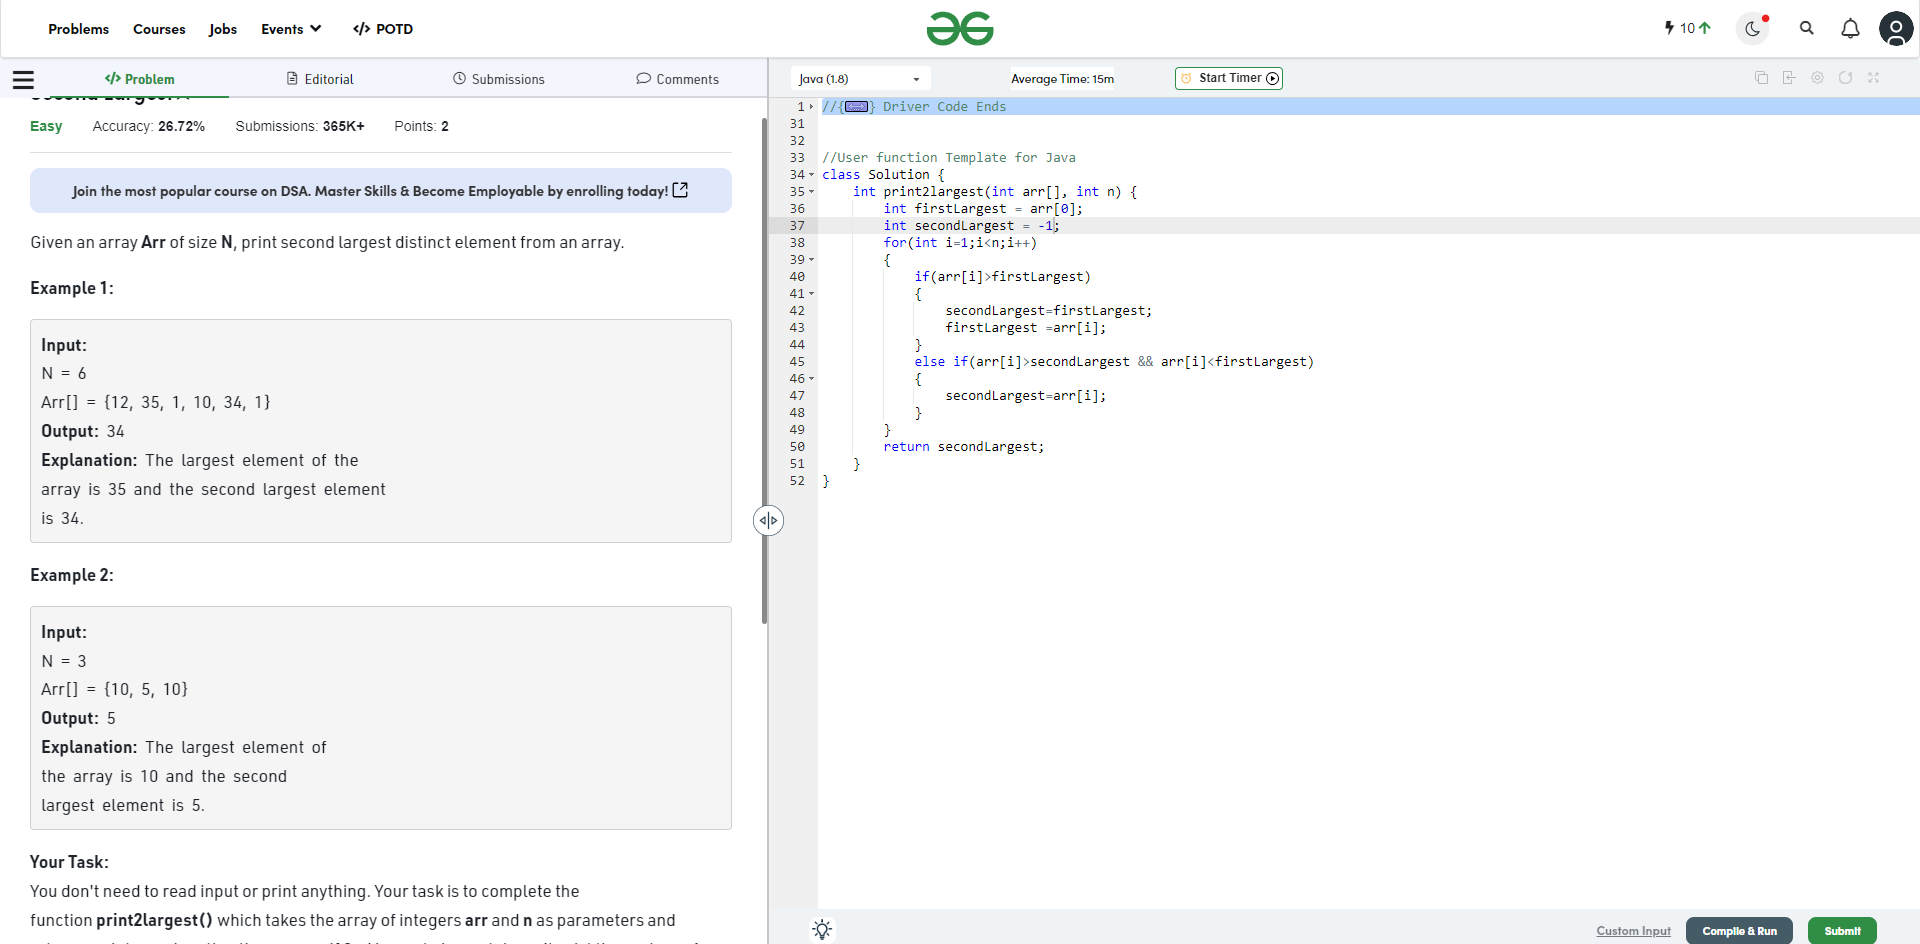 Problems Courses Jobs Events </> POTD 10
</> Problem Editorial Submissions Comments
Second Largest
Easy Accuracy: 26.72% Submissions: 365K+ Points: 2
Join the most popular course on DSA. Master Skills & Become Employable by enrolling today!
Given an array Arr of size N, print second largest distinct element from an array.
Example 1:
Input:
N = 6
Arr[] = {12, 35, 1, 10, 34, 1}
Output: 34
Explanation: The largest element of the
array is 35 and the second largest element
is 34.
Example 2:
Input:
N = 3
Arr[] = {10, 5, 10}
Output: 5
Explanation: The largest element of
the array is 10 and the second
largest element is 5.
Your Task:
You don't need to read input or print anything. Your task is to complete the
function print2largest() which takes the array of integers arr and n as parameters and
Java (1.8) Average Time: 15m Start Timer
1 //{ } Driver Code Ends
31
32
33 //User function Template for Java
34 class Solution {
35 int print2largest(int arr[], int n) {
36 int firstLargest = arr[0];
37 int secondLargest = -1;
38 for(int i=1;i<n;i++)
39 {
40 if(arr[i]>firstLargest)
41 {
42 secondLargest=firstLargest;
43 firstLargest =arr[i];
44 }
45 else if(arr[i]>secondLargest && arr[i]<firstLargest)
46 {
47 secondLargest=arr[i];
48 }
49 }
50 return secondLargest;
51 }
52 }
Custom Input Compile & Run Submit